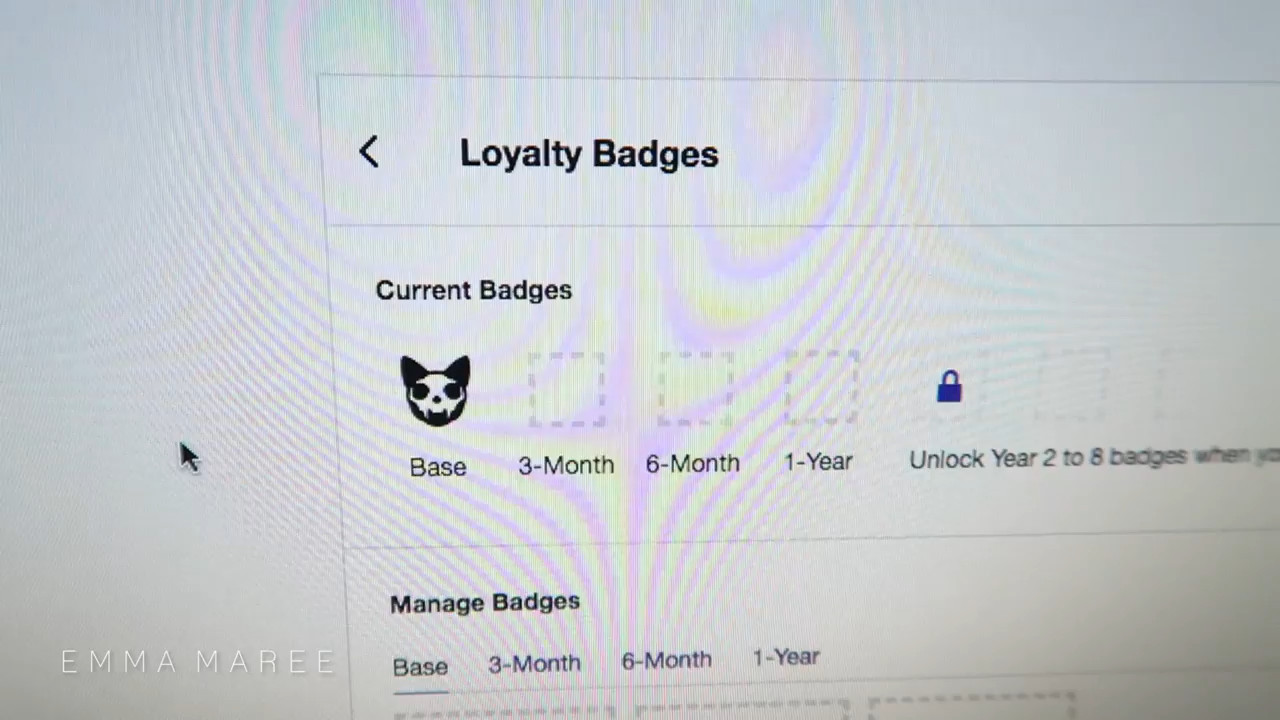 Loyalty Badges
Current Badges
Base 3-Month 6-Month 1-Year Unlock Year 2 to 8 badges when
Manage Badges
Base 3-Month 6-Month 1-Year
EMMA MAREE